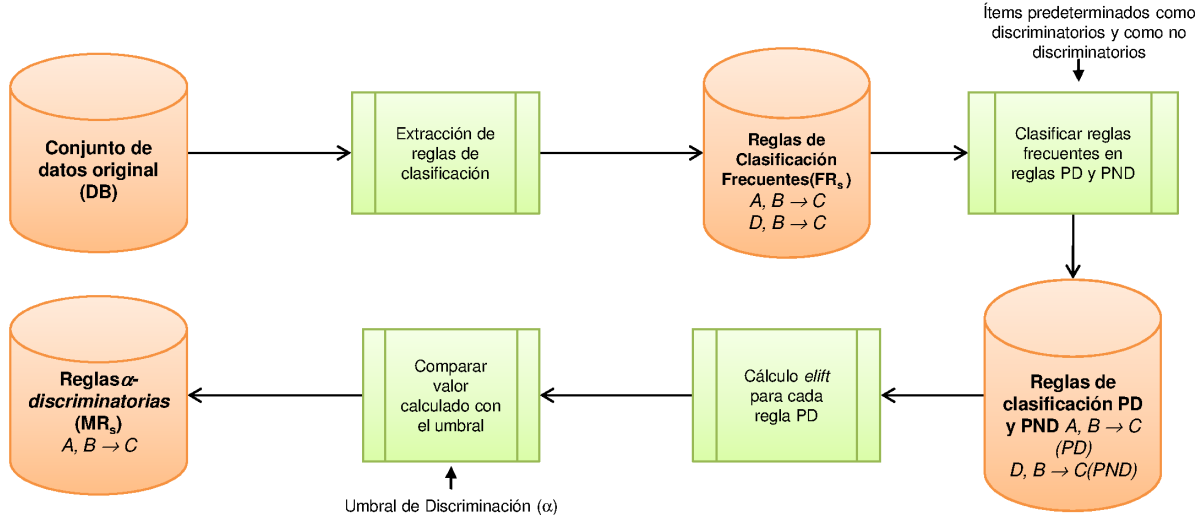 Ítems predeterminados como
discriminatorios y como no
discriminatorios
Conjunto de
datos original
(DB)
Extracción de
reglas de
clasificación
Reglas de
Clasificación
Frecuentes(FRs)
A, B → C
D, B → C
Clasificar reglas
frecuentes en
reglas PD y PND
Reglas de
clasificación PD
y PND A, B → C
(PD)
D, B → C(PND)
Cálculo elift
para cada
regla PD
Comparar
valor
calculado con
el umbral
Umbral de Discriminación (α)
Reglasα-
discriminatorias
(MRs)
A, B → C